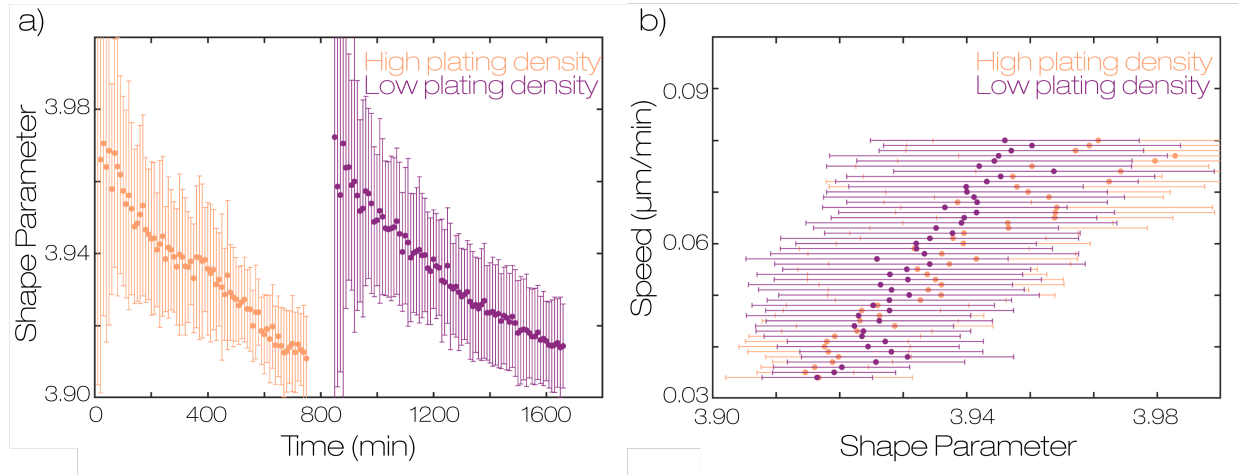 a)
High plating density
Low plating density
Shape Parameter
3.98
3.94
3.90
0
400
800
1200
1600
Time (min)
b)
High plating density
Low plating density
Speed (μm/min)
0.09
0.06
0.03
3.90
3.94
3.98
Shape Parameter